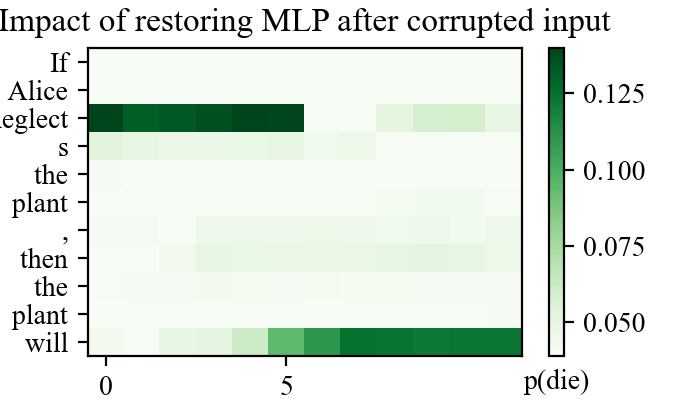 Impact of restoring MLP after corrupted input
If
Alice
eglect
s
the
plant
,
then
the
plant
will
0 5
0.125
0.100
0.075
0.050
p(die)